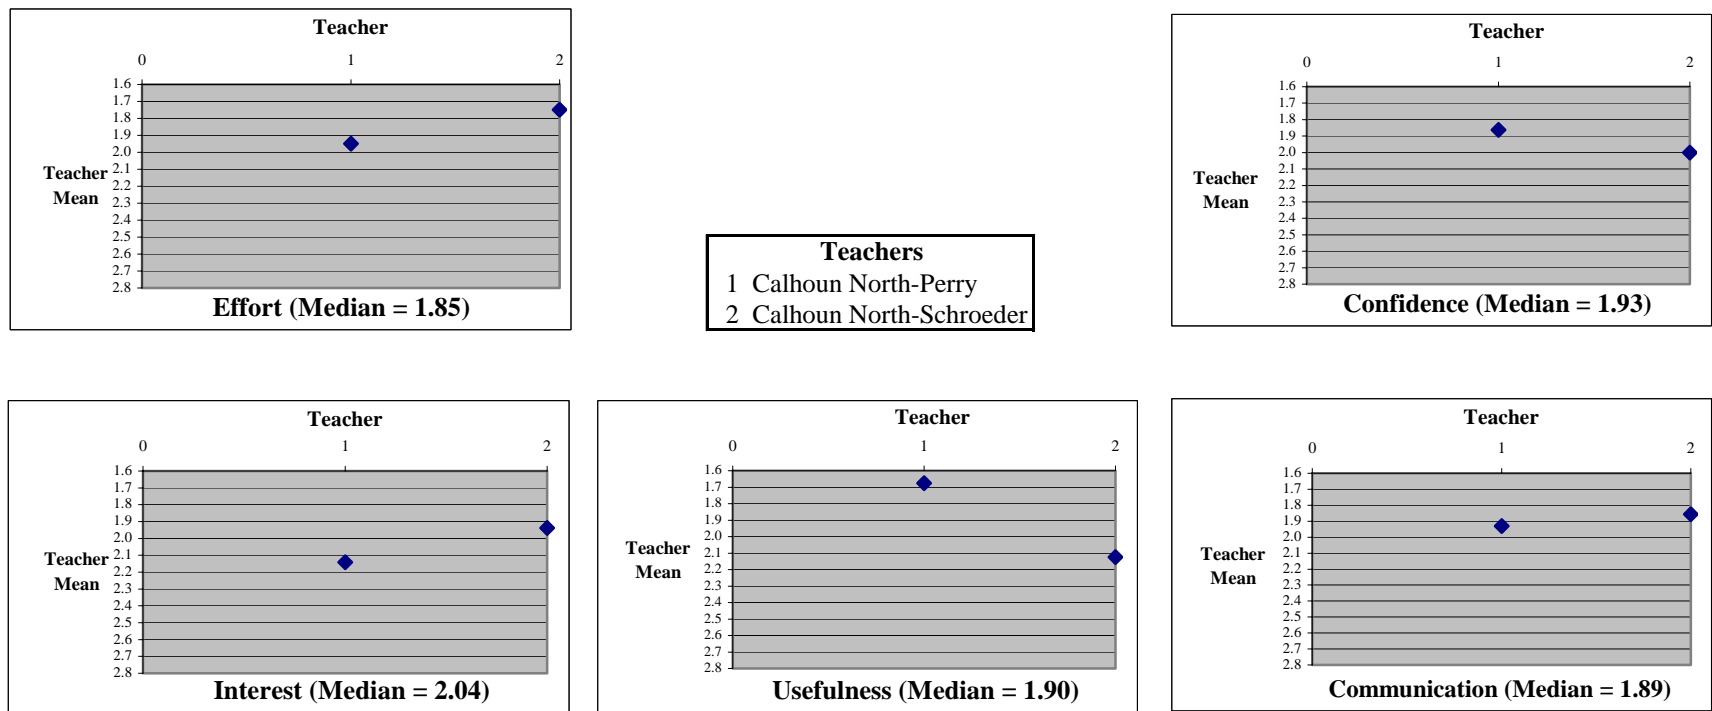 Teacher
0 1 2
1.6
1.7
1.8
1.9
2.0
2.1
2.2
2.3
2.4
2.5
2.6
2.7
2.8
Teacher
Mean
Effort (Median = 1.85)
Teachers
1 Calhoun North-Perry
2 Calhoun North-Schroeder
Teacher
0 1 2
1.6
1.7
1.8
1.9
2.0
2.1
2.2
2.3
2.4
2.5
2.6
2.7
2.8
Teacher
Mean
Confidence (Median = 1.93)
Teacher
0 1 2
1.6
1.7
1.8
1.9
2.0
2.1
2.2
2.3
2.4
2.5
2.6
2.7
2.8
Teacher
Mean
Interest (Median = 2.04)
Teacher
0 1 2
1.6
1.7
1.8
1.9
2.0
2.1
2.2
2.3
2.4
2.5
2.6
2.7
2.8
Teacher
Mean
Usefulness (Median = 1.90)
Teacher
0 1 2
1.6
1.7
1.8
1.9
2.0
2.1
2.2
2.3
2.4
2.5
2.6
2.7
2.8
Teacher
Mean
Communication (Median = 1.89)